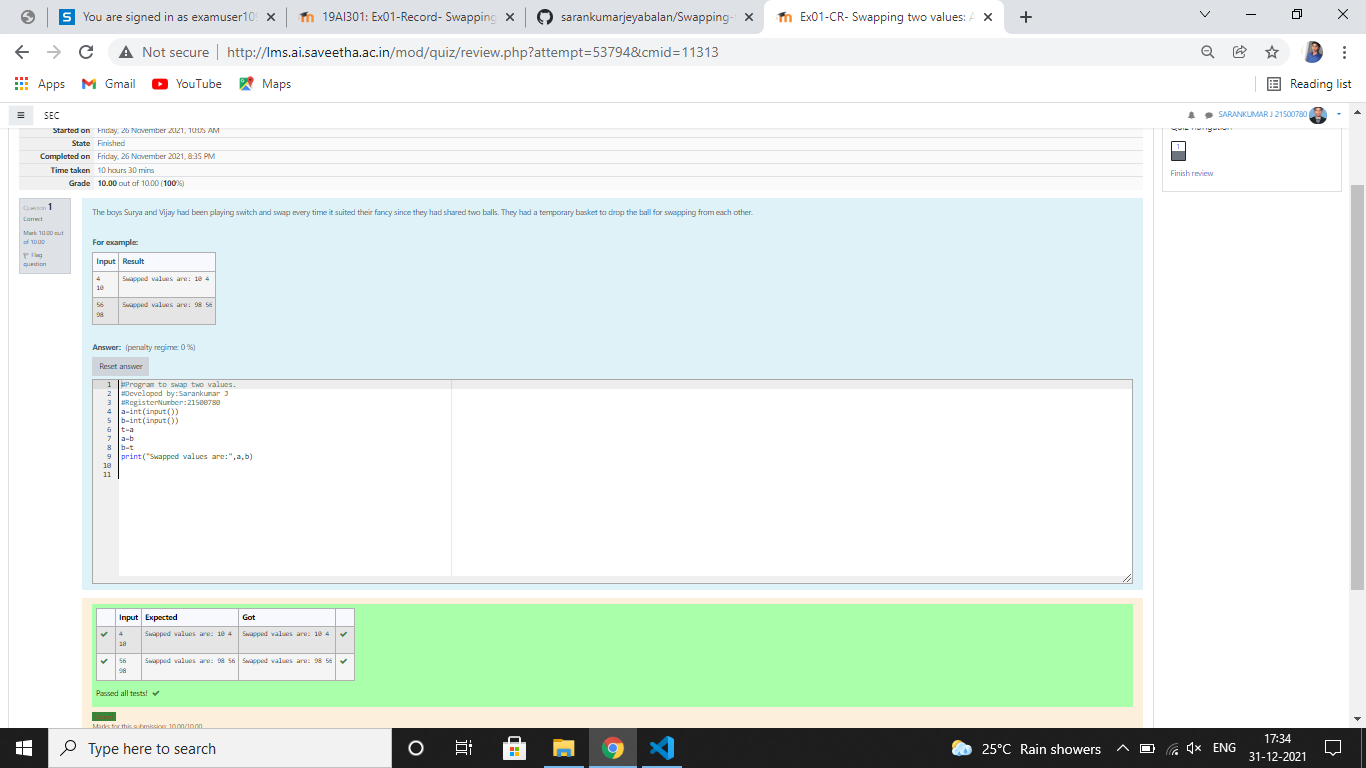 You are signed in as examuser10
19AI301: Ex01-Record- Swapping
sarankumarjeyabalan/Swapping-
Ex01-CR- Swapping two values: A
Not secure
http://lms.ai.saveetha.ac.in/mod/quiz/review.php?attempt=53794&cmid=11313
Apps
Gmail
YouTube
Maps
Reading list
SEC
SARANKUMAR J 21500780
Started on Friday, 26 November 2021, 10:05 AM
State Finished
Completed on Friday, 26 November 2021, 8:35 PM
Time taken 10 hours 30 mins
Grade 10.00 out of 10.00 (100%)
Quiz navigation
1
Finish review
Question 1
Correct
Mark 10.00 out
of 10.00
Flag
question
The boys Surya and Vijay had been playing switch and swap every time it suited their fancy since they had shared two balls. They had a temporary basket to drop the ball for swapping from each other.
For example:
Input Result
4 Swapped values are: 10 4
10
56 Swapped values are: 98 56
98
Answer: (penalty regime: 0 %)
Reset answer
1 #Program to swap two values.
2 #Developed by:Sarankumar J
3 #RegisterNumber:21500780
4 a=int(input())
5 b=int(input())
6 t=a
7 a=b
8 b=t
9 print("Swapped values are:",a,b)
10
11
Input Expected Got
4 Swapped values are: 10 4 Swapped values are: 10 4
10
56 Swapped values are: 98 56 Swapped values are: 98 56
98
Passed all tests!
Marks for this submission: 10.00/10.00.
Type here to search
25°C Rain showers
ENG
17:34
31-12-2021